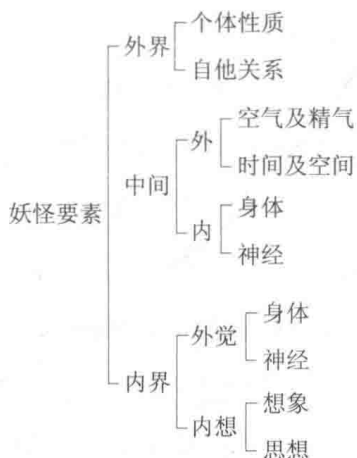 个体性质
外界
自他关系
空气及精气
外
时间及空间
中间
妖怪要素
身体
内
神经
身体
外觉
神经
内界
想象
内想
思想